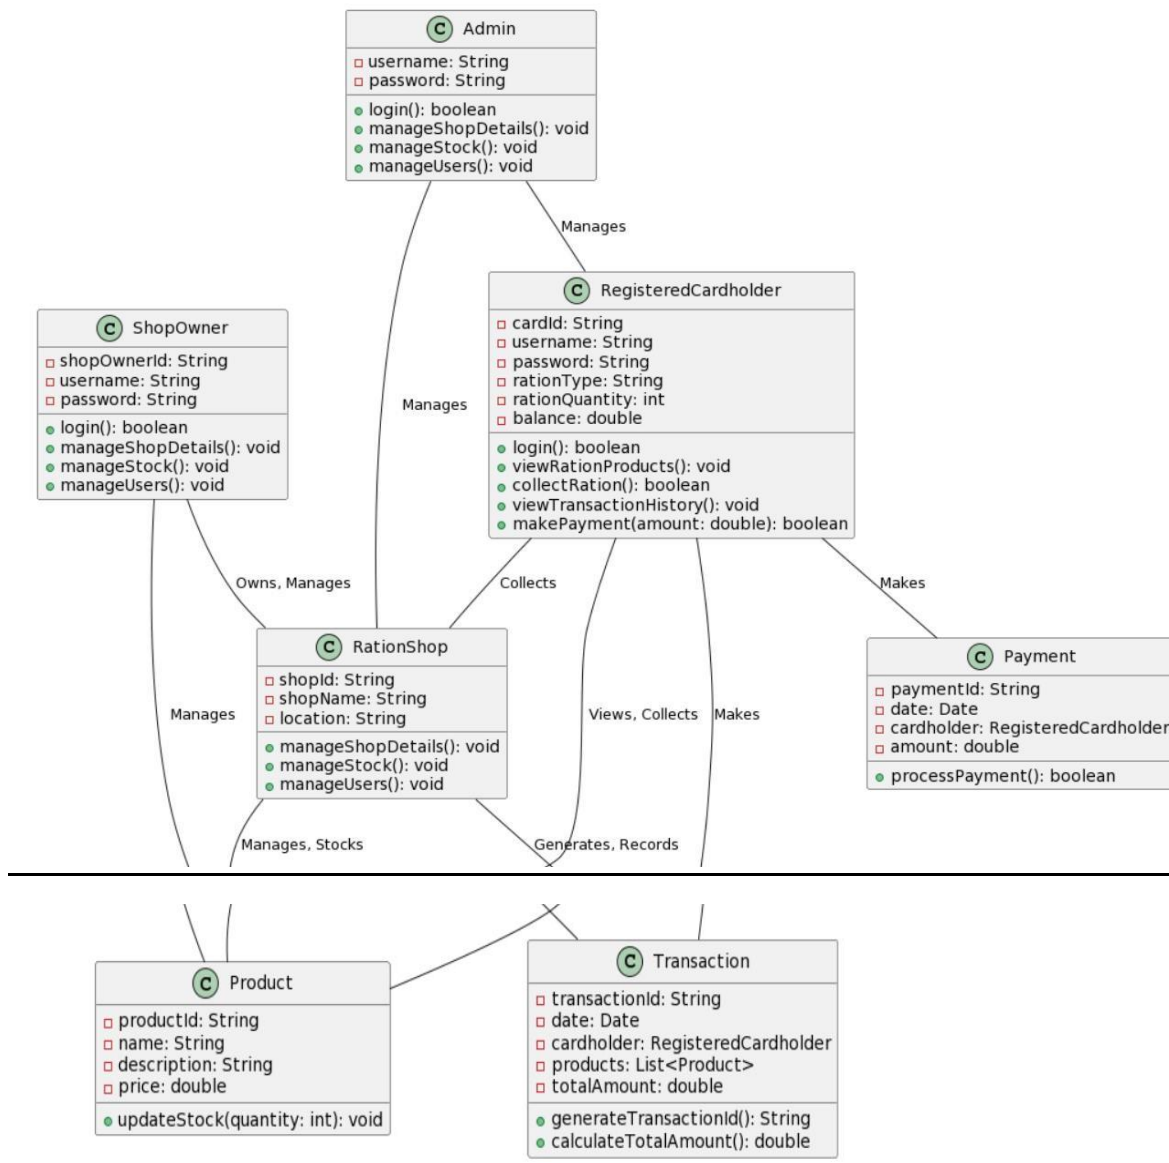 C Admin
username: String
password: String
login(): boolean
manageShopDetails(): void
manageStock(): void
manageUsers(): void
Manages
C RegisteredCardholder
cardId: String
username: String
password: String
rationType: String
rationQuantity: int
balance: double
login(): boolean
viewRationProducts(): void
collectRation(): boolean
viewTransactionHistory(): void
makePayment(amount: double): boolean
C ShopOwner
shopOwnerId: String
username: String
password: String
login(): boolean
manageShopDetails(): void
manageStock(): void
manageUsers(): void
Manages
Owns, Manages
Collects
Makes
C RationShop
shopId: String
shopName: String
location: String
manageShopDetails(): void
manageStock(): void
manageUsers(): void
C Payment
paymentId: String
date: Date
cardholder: RegisteredCardholder
amount: double
processPayment(): boolean
Manages
Views, Collects
Makes
Manages, Stocks
Generates, Records
C Product
productId: String
name: String
description: String
price: double
updateStock(quantity: int): void
C Transaction
transactionId: String
date: Date
cardholder: RegisteredCardholder
products: List<Product>
totalAmount: double
generateTransactionId(): String
calculateTotalAmount(): double